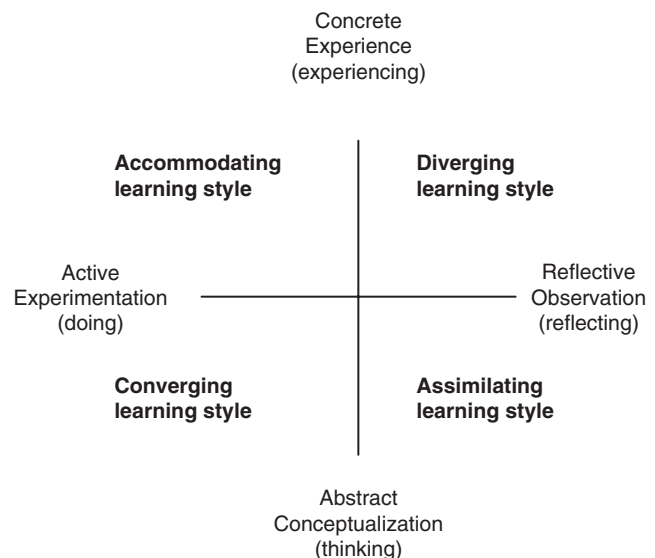 Concrete
Experience
(experiencing)
Accommodating
learning style
Diverging
learning style
Active
Experimentation
(doing)
Reflective
Observation
(reflecting)
Converging
learning style
Assimilating
learning style
Abstract
Conceptualization
(thinking)